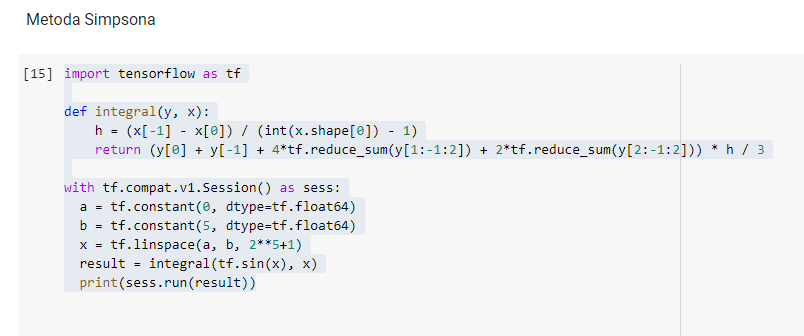 Metoda Simpsona
[15] import tensorflow as tf
def integral(y, x):
    h = (x[-1] - x[0]) / (int(x.shape[0]) - 1)
    return (y[0] + y[-1] + 4*tf.reduce_sum(y[1:-1:2]) + 2*tf.reduce_sum(y[2:-1:2])) * h / 3
with tf.compat.v1.Session() as sess:
  a = tf.constant(0, dtype=tf.float64)
  b = tf.constant(5, dtype=tf.float64)
  x = tf.linspace(a, b, 2**5+1)
  result = integral(tf.sin(x), x)
  print(sess.run(result))